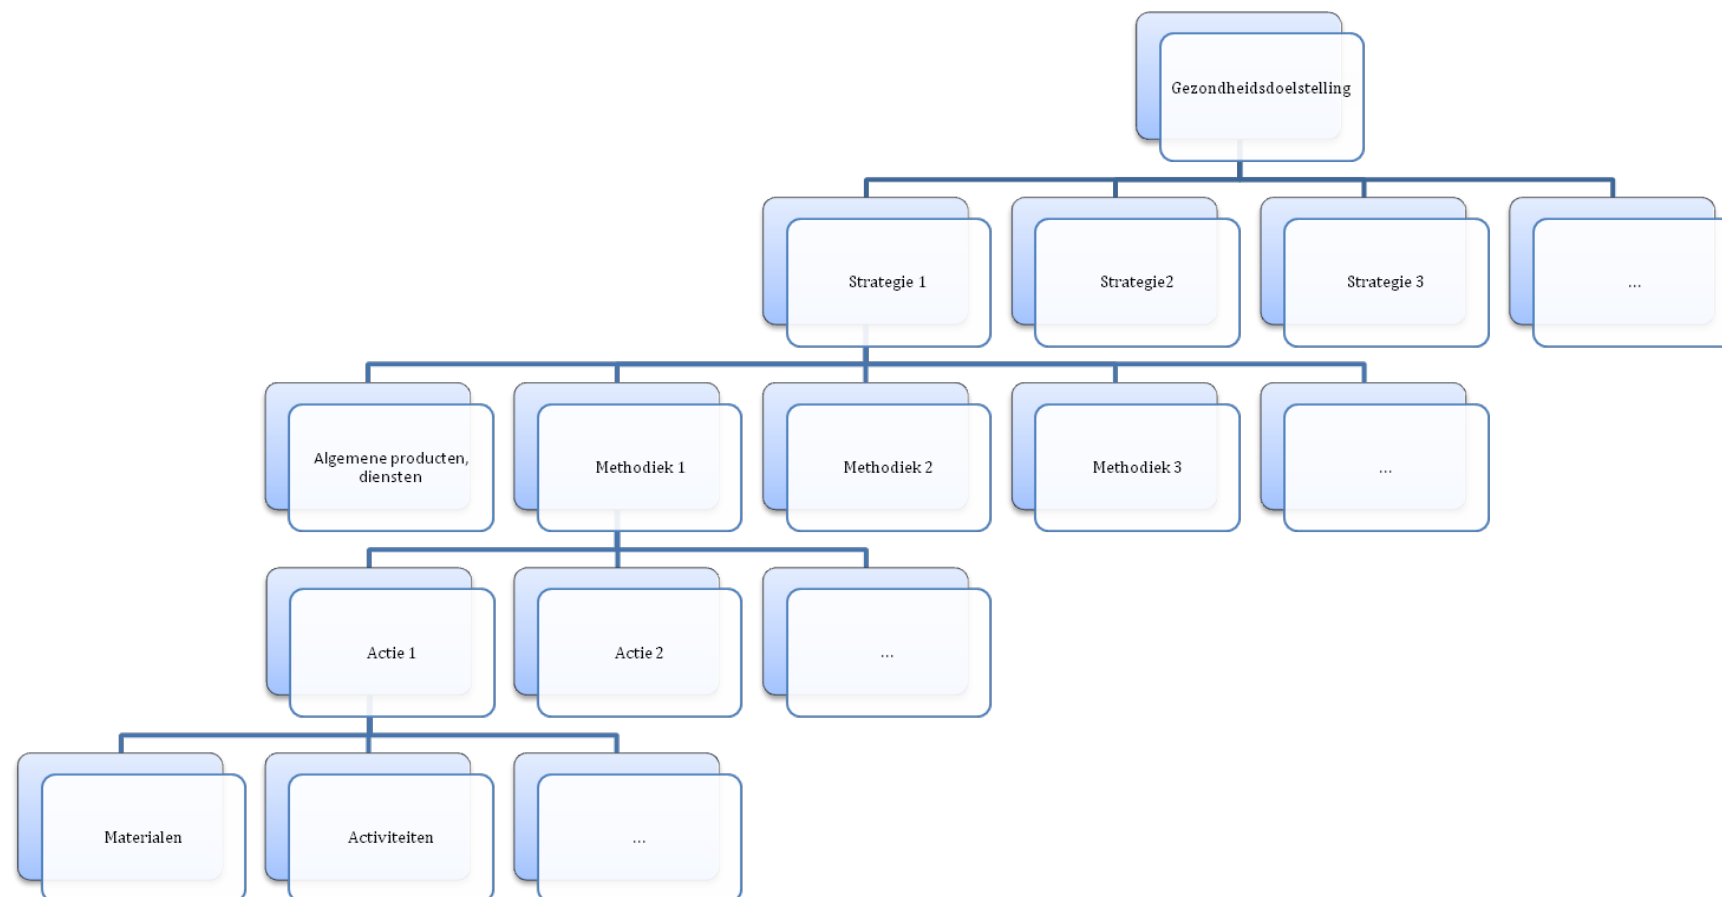 Gezondheidsdoelstelling
Strategie 1
Strategie2
Strategie 3
...
Algemene producten,
diensten
Methodiek 1
Methodiek 2
Methodiek 3
...
Actie 1
Actie 2
...
Materialen
Activiteiten
...